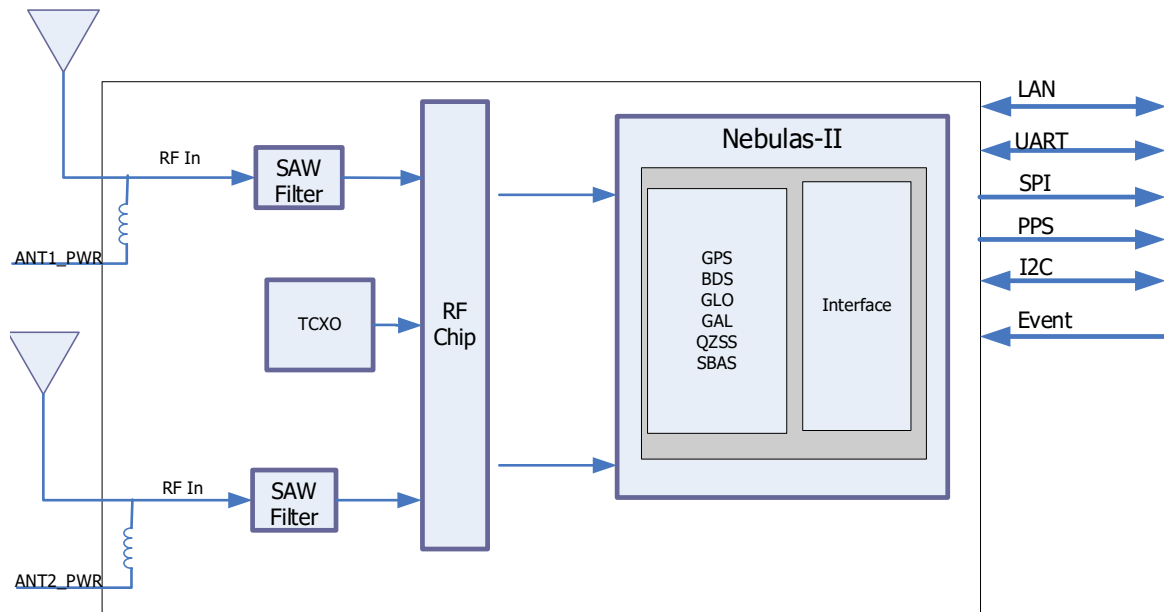 RF In
SAW
Filter
ANT1_PWR
TCXO
RF
Chip
RF In
SAW
Filter
ANT2_PWR
Nebulas-II
GPS
BDS
GLO
GAL
QZSS
SBAS
Interface
LAN
UART
SPI
PPS
I2C
Event